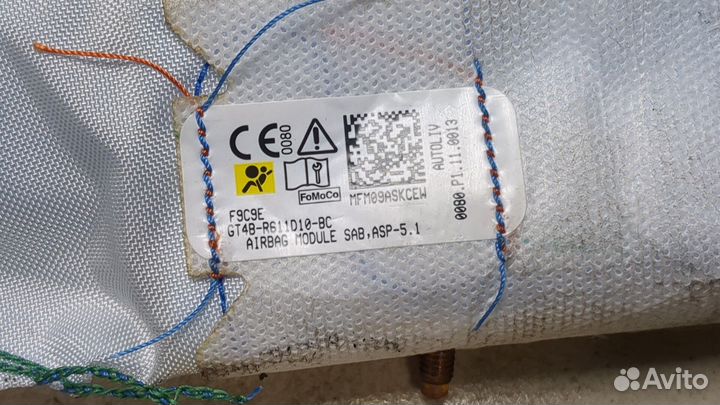 CE 0080
FoMoCo
MFM09ASKCEW
AUTOLIV
0080.P1.11.0013
F9C9E
GT4B-R611D10-BC
AIRBAG MODULE SAB,ASP-5.1
Avito